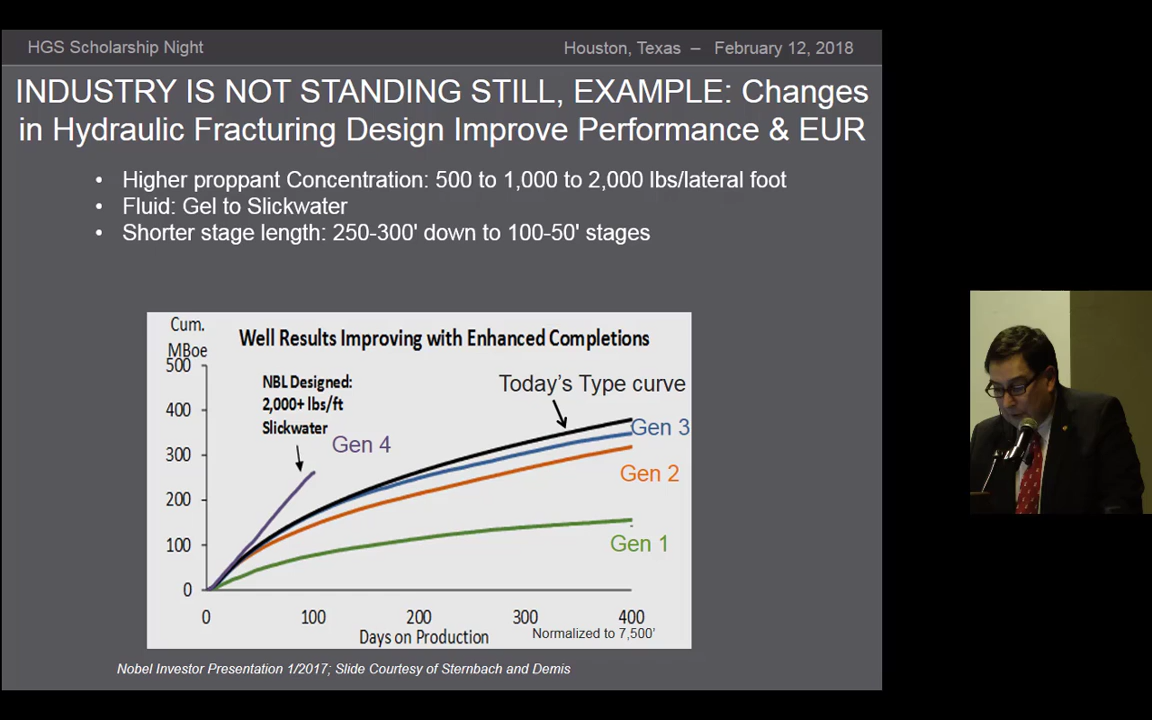 HGS Scholarship Night
Houston, Texas – February 12, 2018
INDUSTRY IS NOT STANDING STILL, EXAMPLE: Changes
in Hydraulic Fracturing Design Improve Performance & EUR
• Higher proppant Concentration: 500 to 1,000 to 2,000 lbs/lateral foot
• Fluid: Gel to Slickwater
• Shorter stage length: 250-300' down to 100-50' stages
Cum.
MBoe
Well Results Improving with Enhanced Completions
500
400
300
200
100
0
NBL Designed:
2,000+ lbs/ft
Slickwater
Gen 4
Today's Type curve
Gen 3
Gen 2
Gen 1
0 100 200 300 400
Days on Production
Normalized to 7,500'
Nobel Investor Presentation 1/2017; Slide Courtesy of Sternbach and Demis